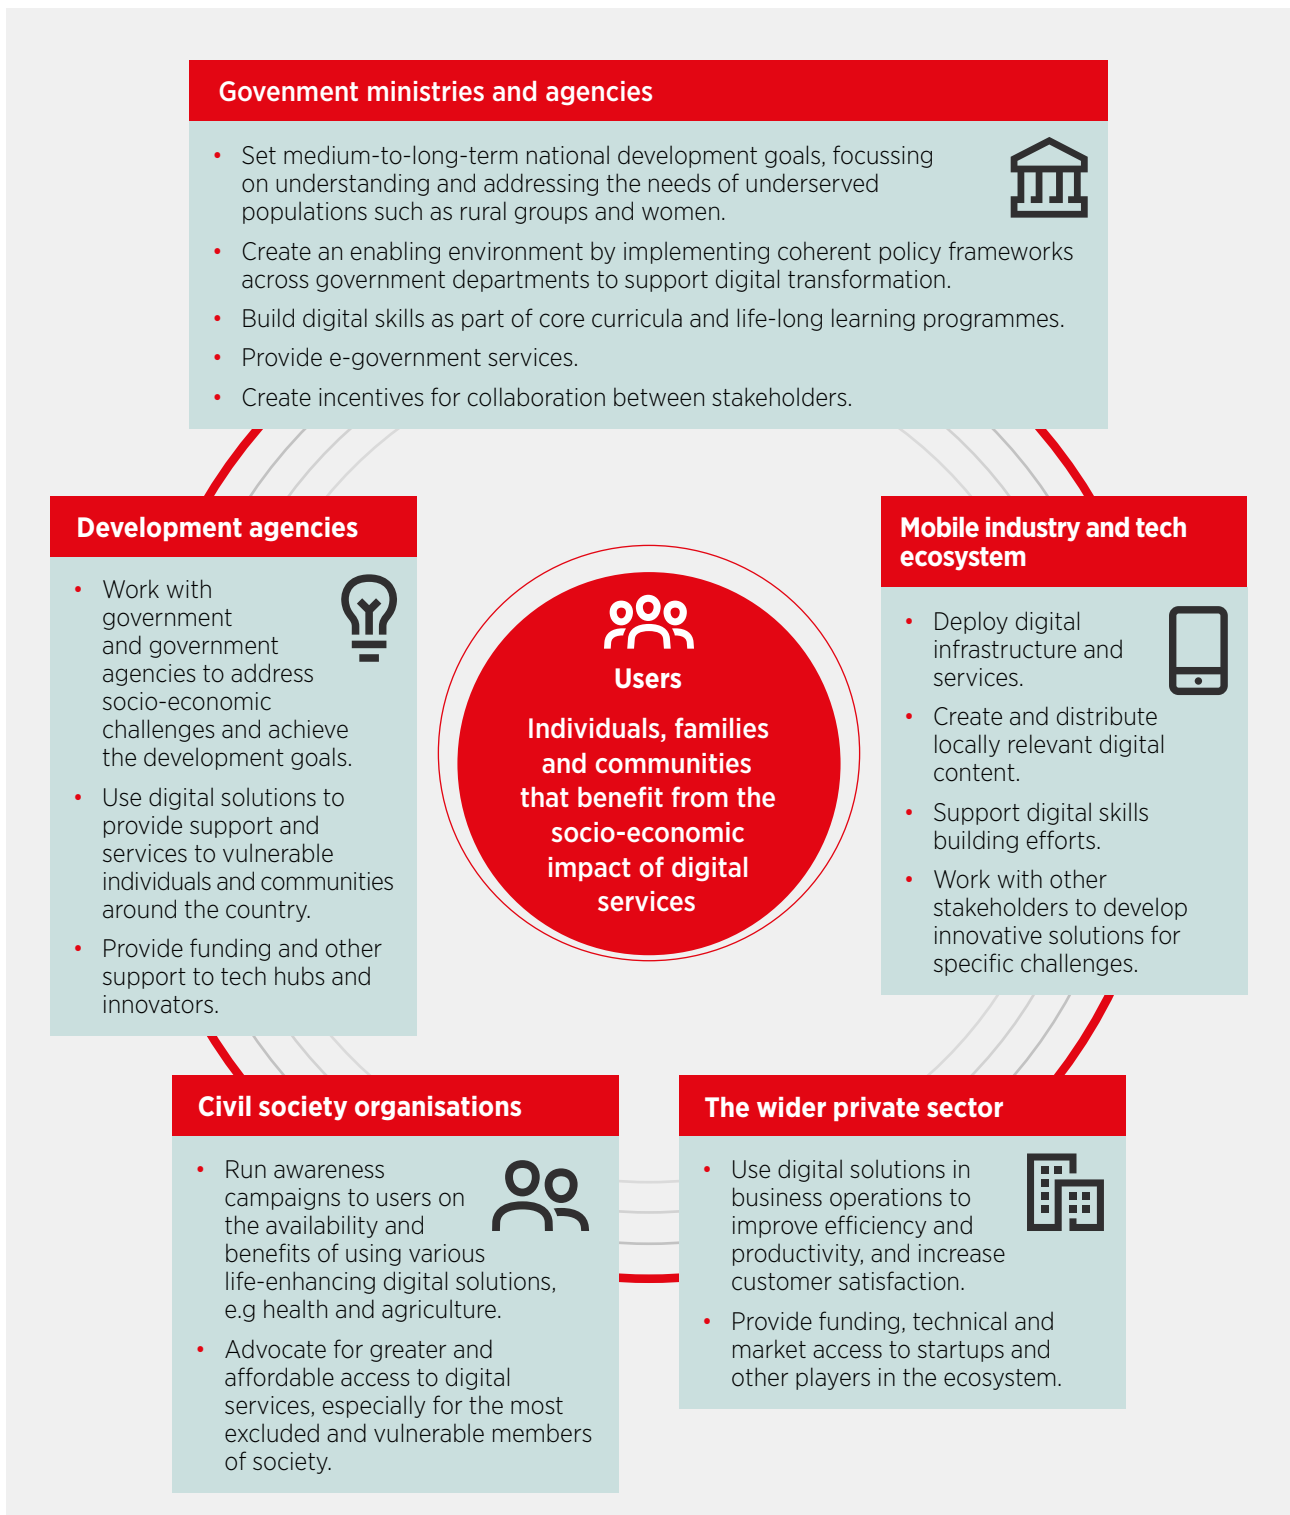 Govenment ministries and agencies
• Set medium-to-long-term national development goals, focussing
on understanding and addressing the needs of underserved
populations such as rural groups and women.
• Create an enabling environment by implementing coherent policy frameworks
across government departments to support digital transformation.
• Build digital skills as part of core curricula and life-long learning programmes.
• Provide e-government services.
• Create incentives for collaboration between stakeholders.
Development agencies
• Work with
government
and government
agencies to address
socio-economic
challenges and achieve
the development goals.
• Use digital solutions to
provide support and
services to vulnerable
individuals and communities
around the country.
• Provide funding and other
support to tech hubs and
innovators.
Users
Individuals, families
and communities
that benefit from the
socio-economic
impact of digital
services
Mobile industry and tech
ecosystem
• Deploy digital
infrastructure and
services.
• Create and distribute
locally relevant digital
content.
• Support digital skills
building efforts.
• Work with other
stakeholders to develop
innovative solutions for
specific challenges.
Civil society organisations
• Run awareness
campaigns to users on
the availability and
benefits of using various
life-enhancing digital solutions,
e.g health and agriculture.
• Advocate for greater and
affordable access to digital
services, especially for the most
excluded and vulnerable members
of society.
The wider private sector
• Use digital solutions in
business operations to
improve efficiency and
productivity, and increase
customer satisfaction.
• Provide funding, technical and
market access to startups and
other players in the ecosystem.